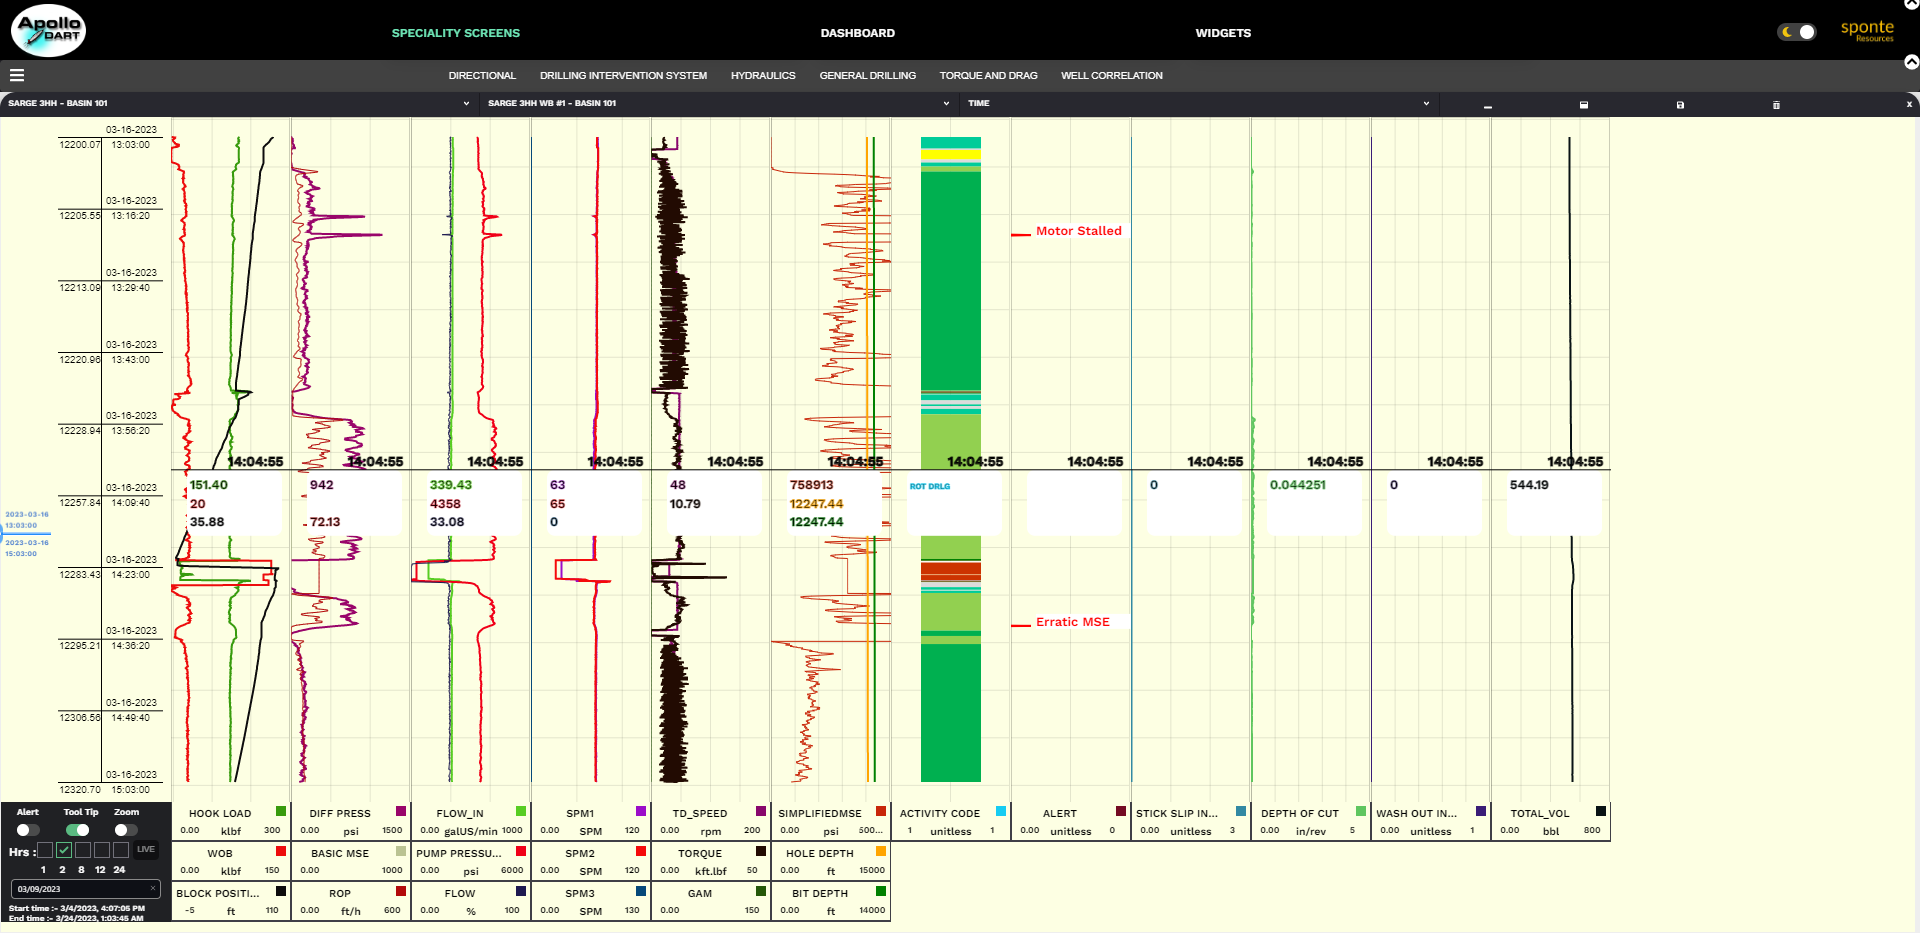 Apollo
DART
SPECIALITY SCREENS
DASHBOARD
WIDGETS
sponte
Resources
DIRECTIONAL
DRILLING INTERVENTION SYSTEM
HYDRAULICS
GENERAL DRILLING
TORQUE AND DRAG
WELL CORRELATION
SARGE 3HH - BASIN 101
SARGE 3HH WB #1 - BASIN 101
TIME
x
03-16-2023
12200.07 13:03:00
03-16-2023
12205.55 13:16:20
Motor Stalled
03-16-2023
12213.09 13:29:40
03-16-2023
12220.96 13:43:00
03-16-2023
12228.94 13:56:20
14:04:55 14:04:55 14:04:55 14:04:55 14:04:55 14:04:55 14:04:55 14:04:55 14:04:55 14:04:55 14:04:55 14:04:55
151.40 942 339.43 63 48 758913 ROT DRLG 0 0.044251 0 544.19
20 4358 65 10.79 12247.44
35.88 72.13 33.08 0 12247.44
03-16-2023
12257.84 14:09:40
2023-03-16
13:03:00
2023-03-16
15:03:00
03-16-2023
12283.43 14:23:00
Erratic MSE
03-16-2023
12295.21 14:36:20
03-16-2023
12306.56 14:49:40
03-16-2023
12320.70 15:03:00
Alert Tool Tip Zoom
Hrs : LIVE
1 2 8 12 24
03/09/2023 ×
Start time :- 3/4/2023, 4:07:05 PM
End time :- 3/24/2023, 1:03:45 AM
HOOK LOAD DIFF PRESS FLOW_IN SPM1 TD_SPEED SIMPLIFIEDMSE ACTIVITY CODE ALERT STICK SLIP IN... DEPTH OF CUT WASH OUT IN... TOTAL_VOL
0.00 klbf 300 0.00 psi 1500 0.00 galUS/min 1000 0.00 SPM 120 0.00 rpm 200 0.00 psi 500... 1 unitless 1 0.00 unitless 0 0.00 unitless 3 0.00 in/rev 5 0.00 unitless 1 0.00 bbl 800
WOB BASIC MSE PUMP PRESSU... SPM2 TORQUE HOLE DEPTH
0.00 klbf 150 0.00 1000 0.00 psi 6000 0.00 SPM 120 0.00 kft.lbf 50 0.00 ft 15000
BLOCK POSITI... ROP FLOW SPM3 GAM BIT DEPTH
-5 ft 110 0.00 ft/h 600 0.00 % 100 0.00 SPM 130 0.00 150 0.00 ft 14000